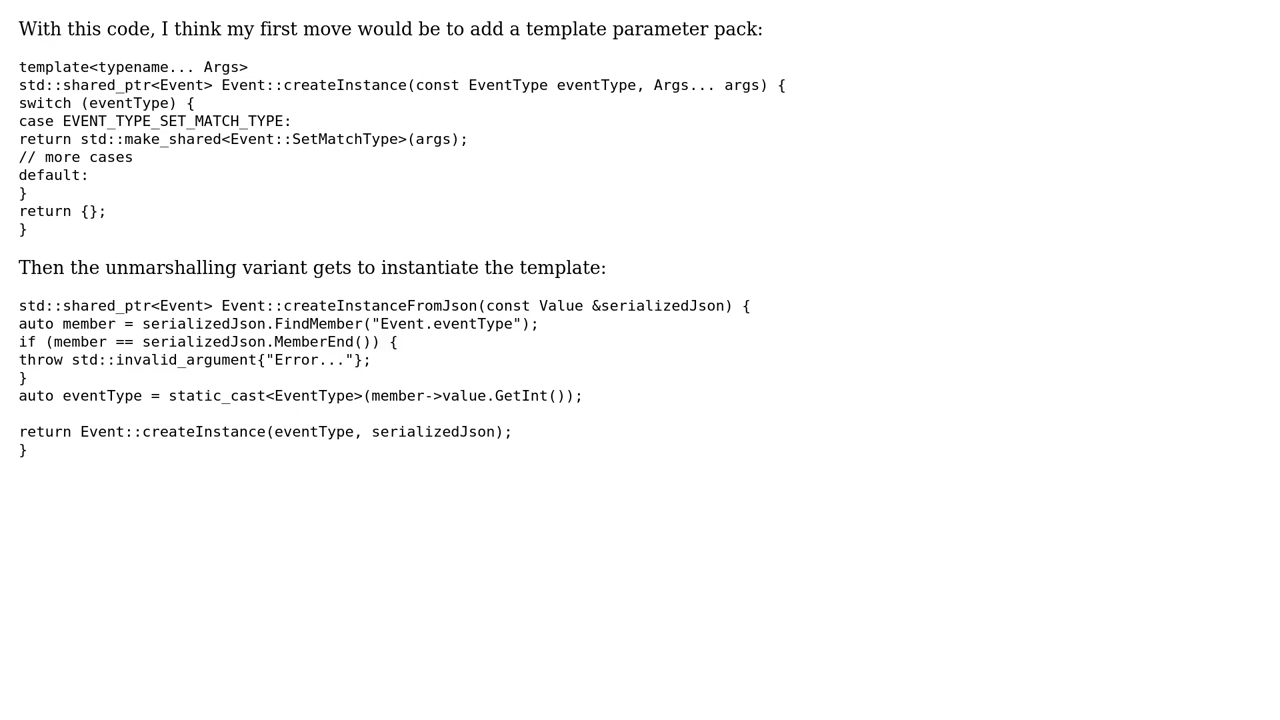 With this code, I think my first move would be to add a template parameter pack:
template<typename... Args>
std::shared_ptr<Event> Event::createInstance(const EventType eventType, Args... args) {
switch (eventType) {
case EVENT_TYPE_SET_MATCH_TYPE:
return std::make_shared<Event::SetMatchType>(args);
// more cases
default:
}
return {};
}
Then the unmarshalling variant gets to instantiate the template:
std::shared_ptr<Event> Event::createInstanceFromJson(const Value &serializedJson) {
auto member = serializedJson.FindMember("Event.eventType");
if (member == serializedJson.MemberEnd()) {
throw std::invalid_argument{"Error..."};
}
auto eventType = static_cast<EventType>(member->value.GetInt());
return Event::createInstance(eventType, serializedJson);
}